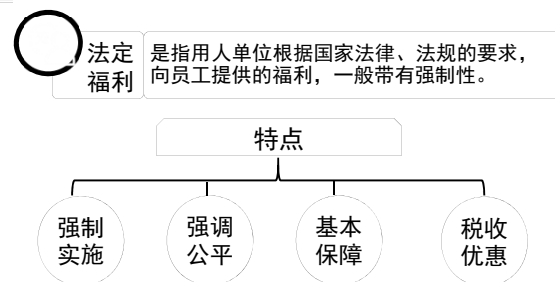 法定
福利
是指用人单位根据国家法律、法规的要求，
向员工提供的福利，一般带有强制性。
特点
强制
实施
强调
公平
基本
保障
税收
优惠